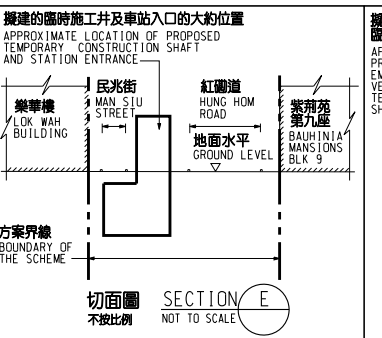 擬建的臨時施工井及車站入口的大約位置
APPROXIMATE LOCATION OF PROPOSED
TEMPORARY CONSTRUCTION SHAFT
AND STATION ENTRANCE
樂華樓
LOK WAH
BUILDING
民兆街
MAN SIU
STREET
紅磡道
HUNG HOM
ROAD
地面水平
GROUND LEVEL
紫荊苑
第九座
BAUHINIA
MANSIONS
BLK 9
方案界線
BOUNDARY OF
THE SCHEME
切面圖
不按比例
SECTION E
NOT TO SCALE